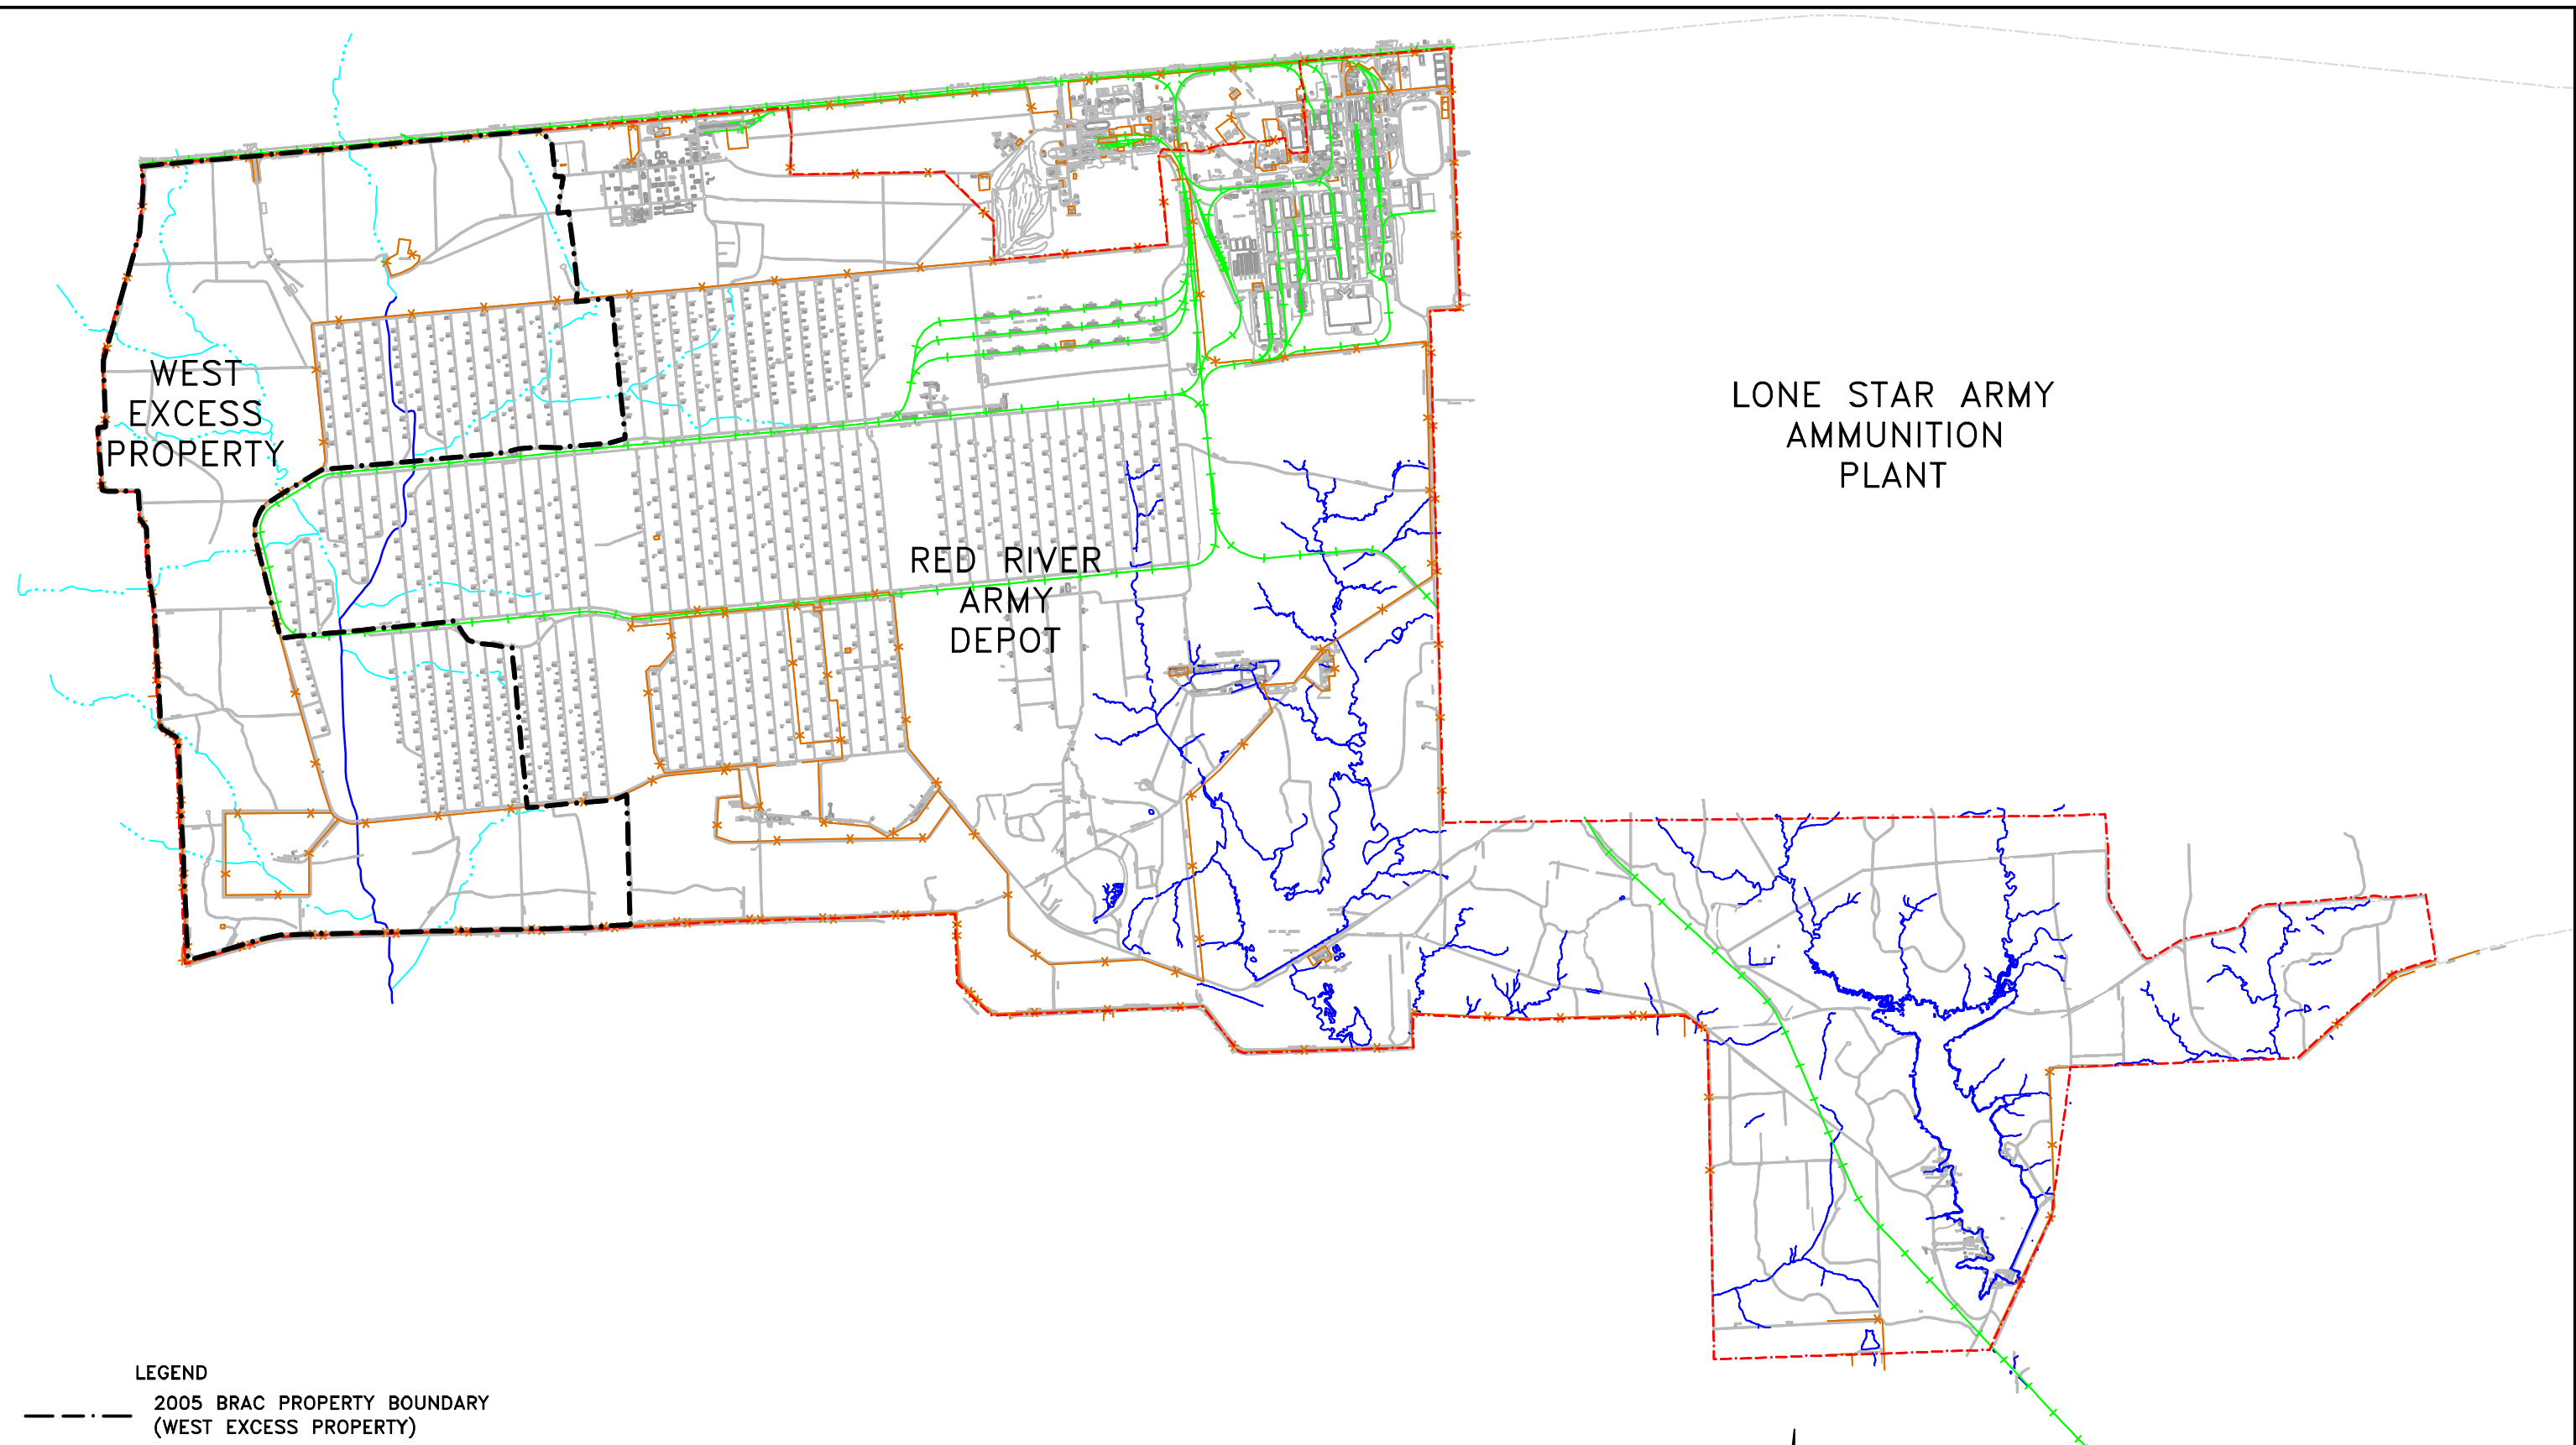 WEST
EXCESS
PROPERTY
LONE STAR ARMY
AMMUNITION
PLANT
RED RIVER
ARMY
DEPOT
LEGEND
2005 BRAC PROPERTY BOUNDARY
(WEST EXCESS PROPERTY)